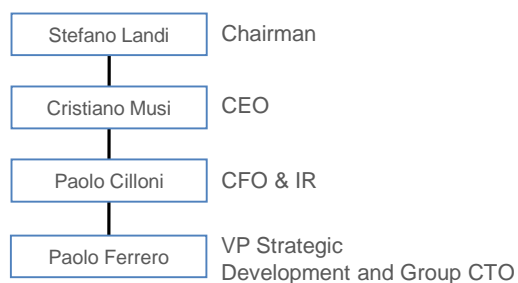 Stefano Landi Chairman
Cristiano Musi CEO
Paolo Cilloni CFO & IR
Paolo Ferrero VP Strategic
Development and Group CTO